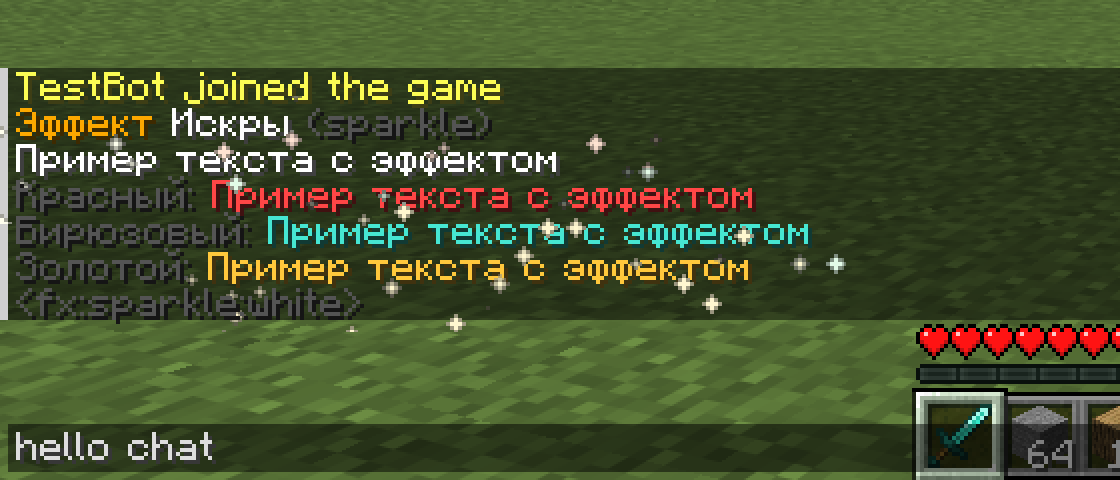 TestBot joined the game
Эффект Искры (sparkle)
Пример текста с эффектом
Красный: Пример текста с эффектом
Бирюзовый: Пример текста с эффектом
Золотой: Пример текста с эффектом
<fx:sparkle:white>
64
hello chat